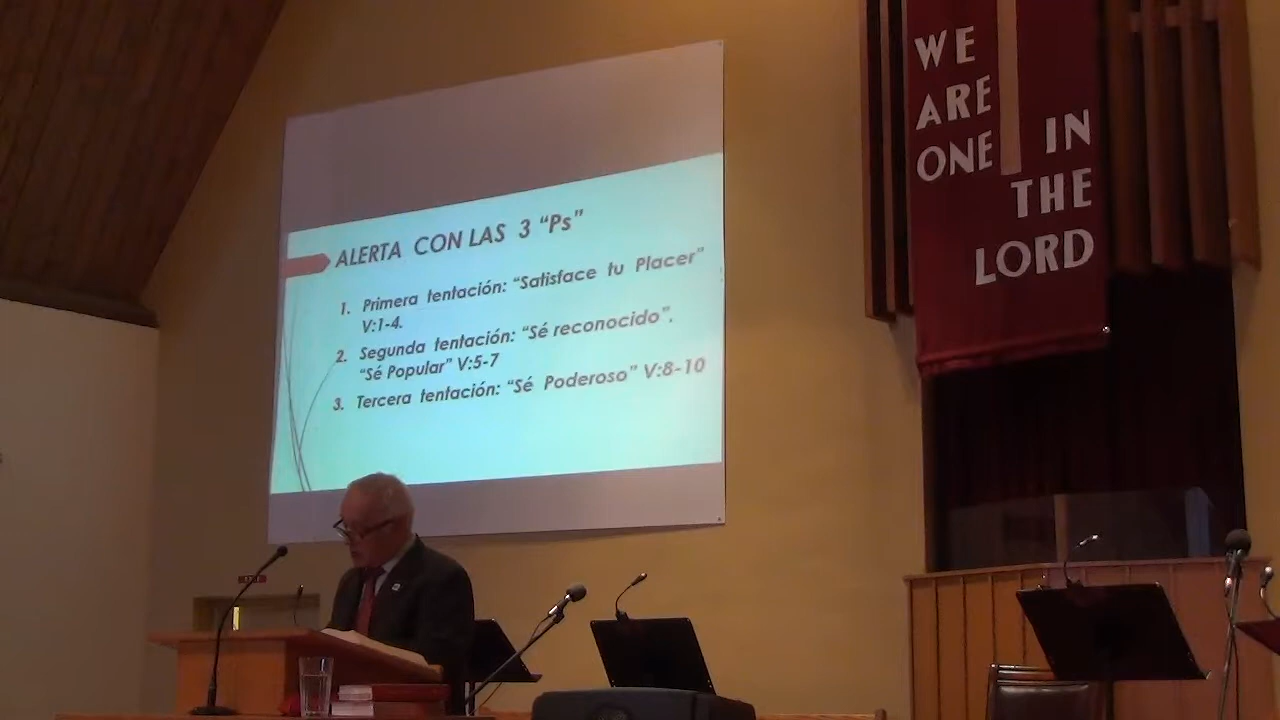 ALERTA CON LAS 3 “Ps”
1. Primera tentación: “Satisface tu Placer”
V:1-4.
2. Segunda tentación: “Sé reconocido”.
“Sé Popular” V:5-7
3. Tercera tentación: “Sé Poderoso” V:8-10
WE
ARE
ONE
IN
THE
LORD